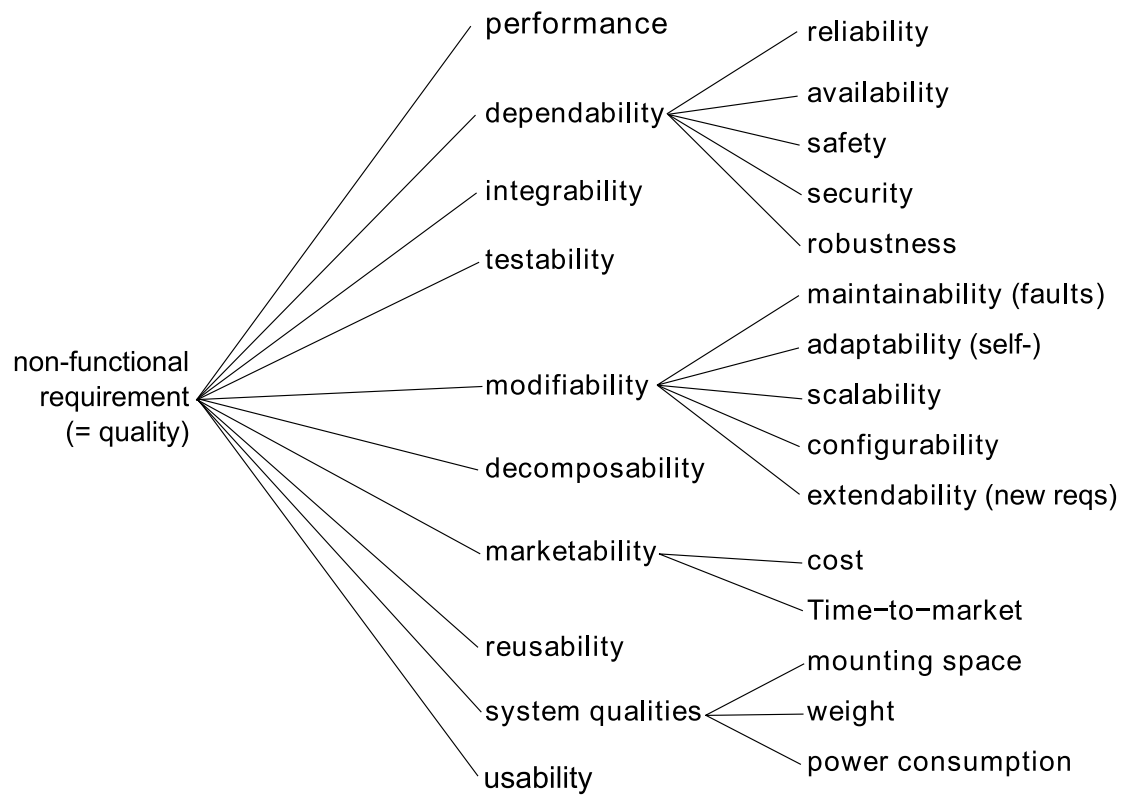 non-functional
requirement
(= quality)
performance
dependability
integrability
testability
modifiability
decomposability
marketability
reusability
system qualities
usability
reliability
availability
safety
security
robustness
maintainability (faults)
adaptability (self-)
scalability
configurability
extendability (new reqs)
cost
Time−to−market
mounting space
weight
power consumption